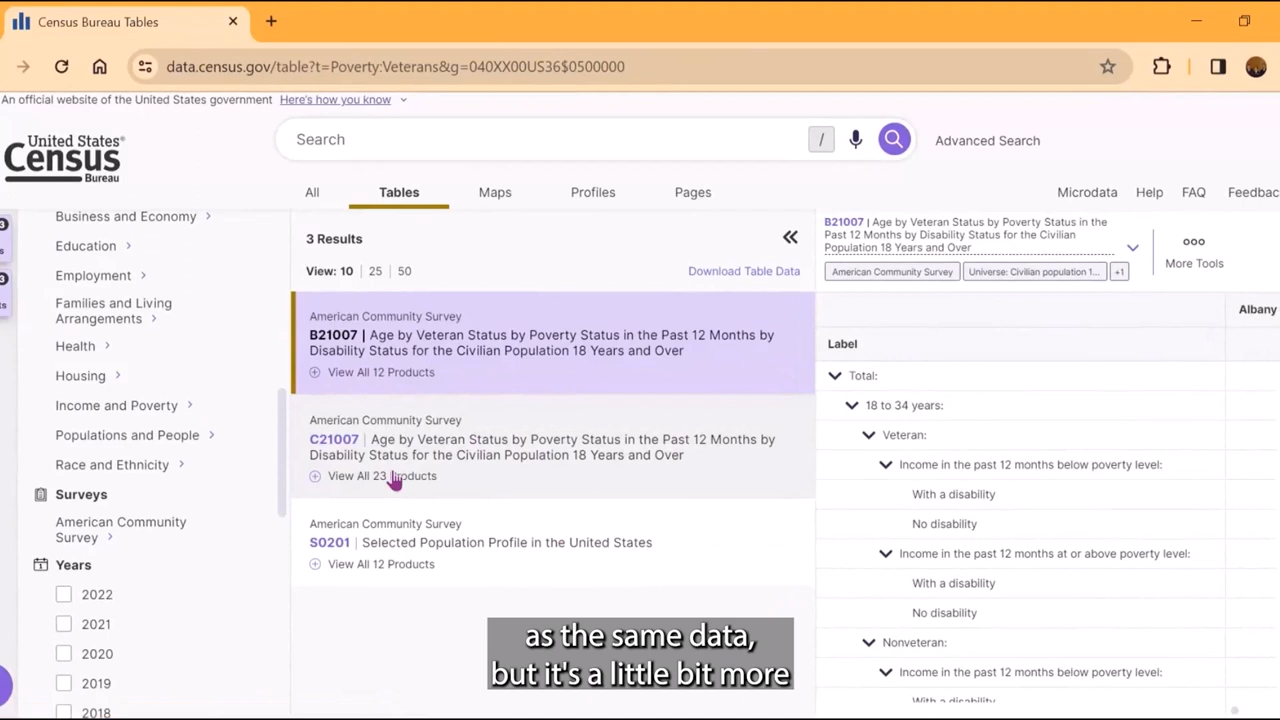 Census Bureau Tables
data.census.gov/table?t=Poverty:Veterans&g=040XX00US36$0500000
An official website of the United States government Here's how you know
United States®
Census
Bureau
Search
/
Advanced Search
All
Tables
Maps
Profiles
Pages
Microdata
Help
FAQ
Feedbac
3
s
3
ts
Business and Economy
Education
Employment
Families and Living
Arrangements
Health
Housing
Income and Poverty
Populations and People
Race and Ethnicity
Surveys
American Community
Survey
Years
2022
2021
2020
2019
2018
3 Results
View: 10 | 25 | 50
Download Table Data
American Community Survey
B21007 | Age by Veteran Status by Poverty Status in the Past 12 Months by
Disability Status for the Civilian Population 18 Years and Over
View All 12 Products
American Community Survey
C21007 | Age by Veteran Status by Poverty Status in the Past 12 Months by
Disability Status for the Civilian Population 18 Years and Over
View All 23 Products
American Community Survey
S0201 | Selected Population Profile in the United States
View All 12 Products
B21007 | Age by Veteran Status by Poverty Status in the
Past 12 Months by Disability Status for the Civilian
Population 18 Years and Over
American Community Survey
Universe: Civilian population 1...
+1
More Tools
Albany
Label
Total:
18 to 34 years:
Veteran:
Income in the past 12 months below poverty level:
With a disability
No disability
Income in the past 12 months at or above poverty level:
With a disability
No disability
Nonveteran:
Income in the past 12 months below poverty level:
With a disability
as the same data,
but it's a little bit more